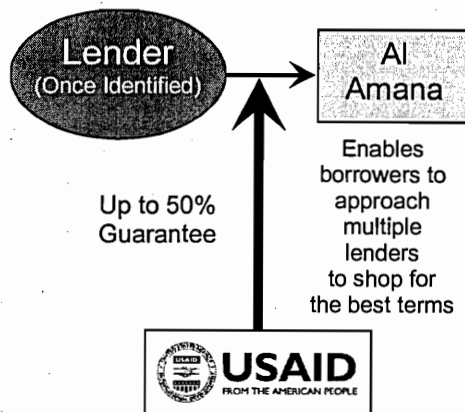 Lender
(Once Identified)
Al
Amana
Enables
borrowers to
approach
multiple
lenders
to shop for
the best terms
Up to 50%
Guarantee
USAID
USAID
FROM THE AMERICAN PEOPLE